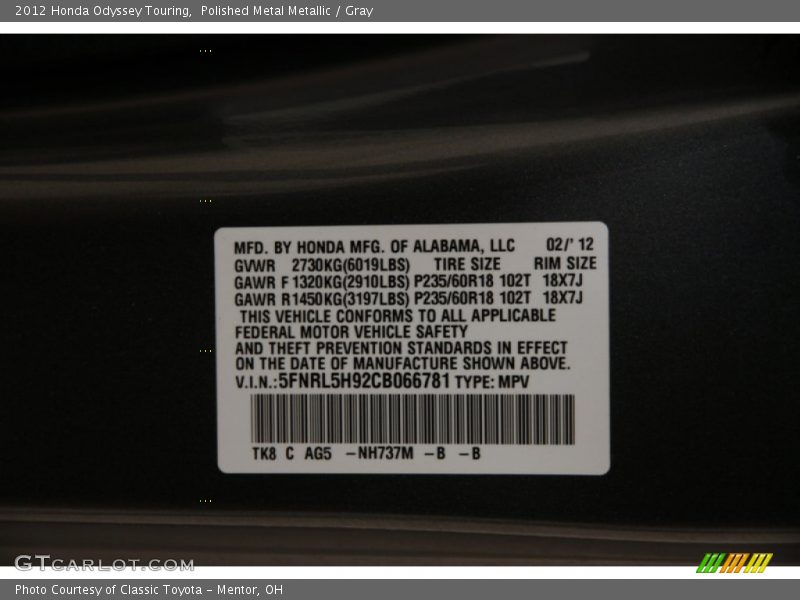 2012 Honda Odyssey Touring,  Polished Metal Metallic / Gray
MFD. BY HONDA MFG. OF ALABAMA, LLC 02/' 12
GVWR 2730KG(6019LBS) TIRE SIZE RIM SIZE
GAWR F 1320KG(2910LBS) P235/60R18 102T 18X7J
GAWR R1450KG(3197LBS) P235/60R18 102T 18X7J
THIS VEHICLE CONFORMS TO ALL APPLICABLE
FEDERAL MOTOR VEHICLE SAFETY
AND THEFT PREVENTION STANDARDS IN EFFECT
ON THE DATE OF MANUFACTURE SHOWN ABOVE.
V.I.N.:5FNRL5H92CB066781 TYPE: MPV
TK8 C AG5 -NH737M -B -B
GTCARLOT.COM
Photo Courtesy of Classic Toyota - Mentor, OH